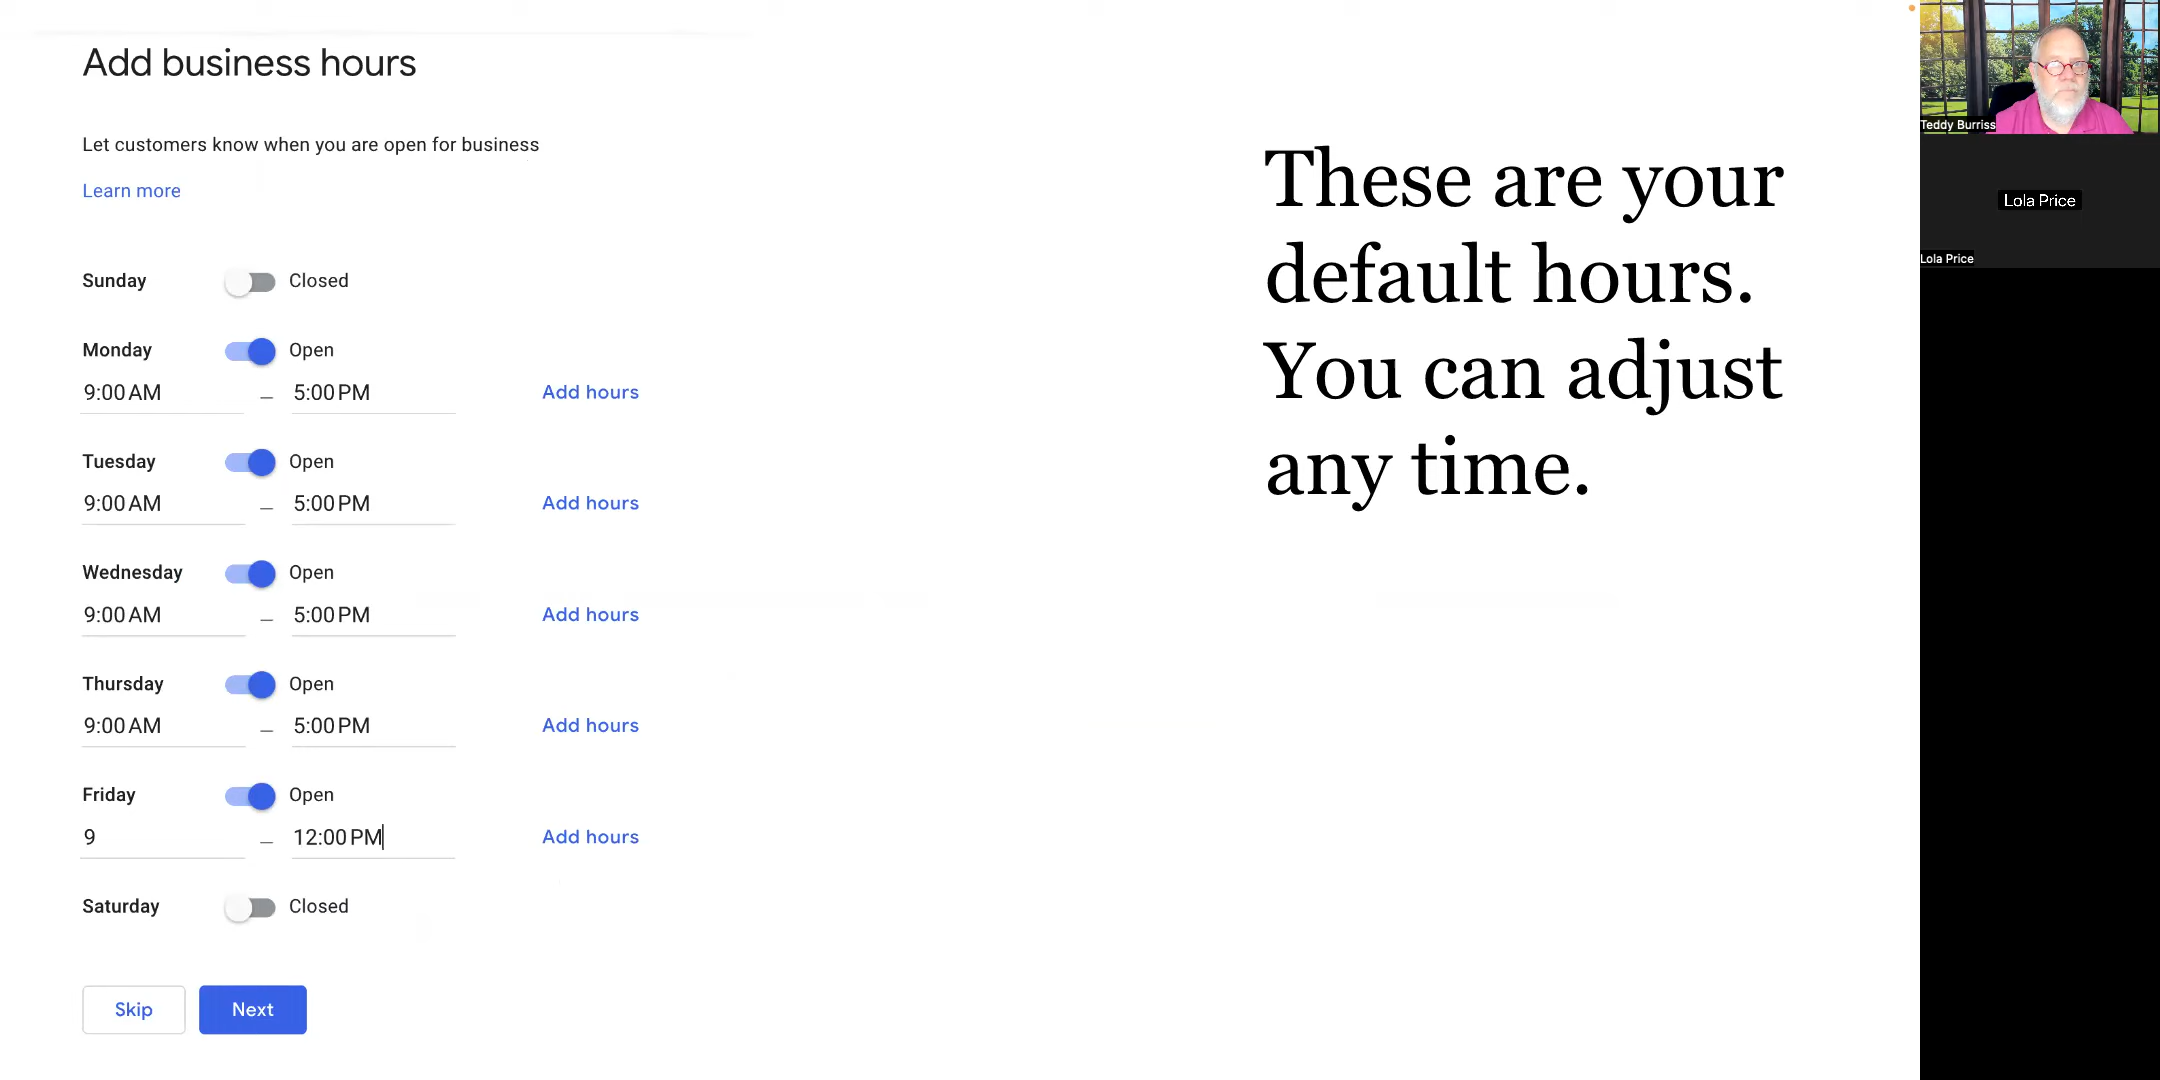 Add business hours
Let customers know when you are open for business
Learn more
Sunday Closed
Monday Open
9:00 AM – 5:00 PM Add hours
Tuesday Open
9:00 AM – 5:00 PM Add hours
Wednesday Open
9:00 AM – 5:00 PM Add hours
Thursday Open
9:00 AM – 5:00 PM Add hours
Friday Open
9 – 12:00 PM Add hours
Saturday Closed
Skip Next
These are your
default hours.
You can adjust
any time.
Teddy Burriss
Lola Price
Lola Price